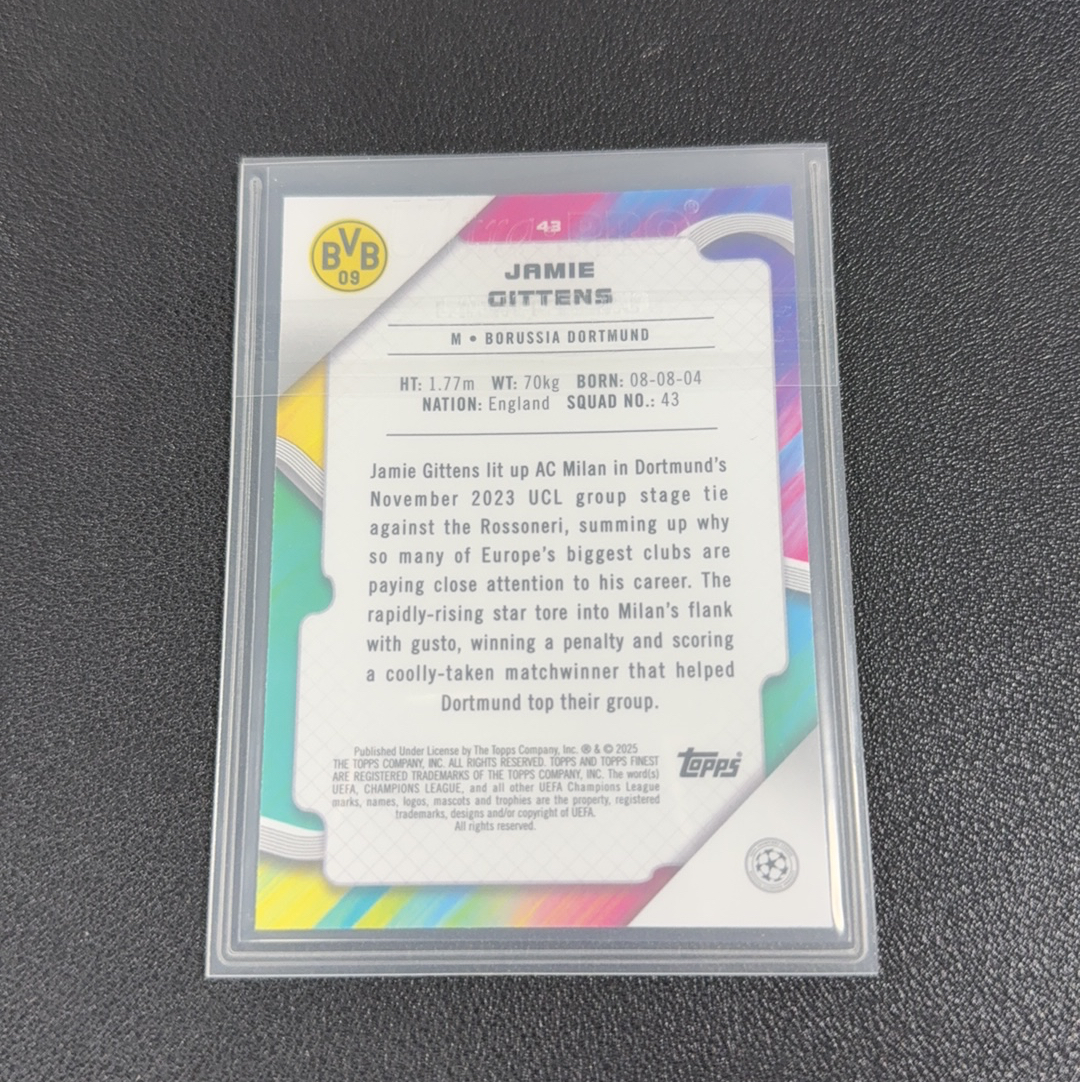 BVB
09
43
PRO
JAMIE
GITTENS
M • BORUSSIA DORTMUND
HT: 1.77m WT: 70kg BORN: 08-08-04
NATION: England SQUAD NO.: 43
Jamie Gittens lit up AC Milan in Dortmund's
November 2023 UCL group stage tie
against the Rossoneri, summing up why
so many of Europe's biggest clubs are
paying close attention to his career. The
rapidly-rising star tore into Milan's flank
with gusto, winning a penalty and scoring
a coolly-taken matchwinner that helped
Dortmund top their group.
Published Under License by The Topps Company, Inc. ® & © 2025
THE TOPPS COMPANY, INC. ALL RIGHTS RESERVED. TOPPS AND TOPPS FINEST
ARE REGISTERED TRADEMARKS OF THE TOPPS COMPANY, INC. The word(s)
UEFA, CHAMPIONS LEAGUE, and all other UEFA Champions League
marks, names, logos, mascots and trophies are the property, registered
trademarks, designs and/or copyright of UEFA.
All rights reserved.
Topps